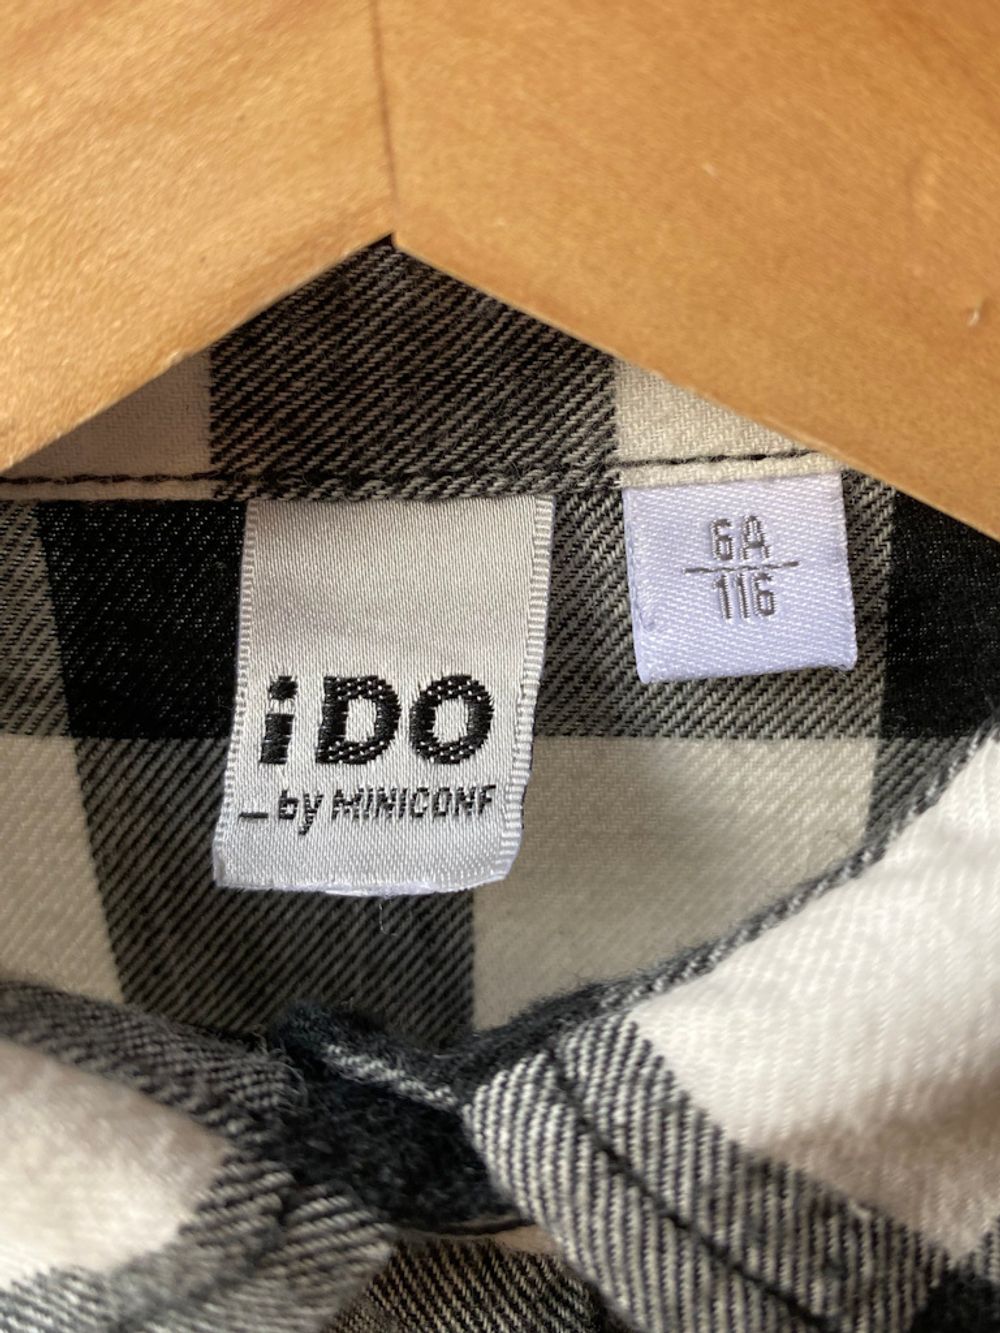 iDO
_by MINICONF
6A
116